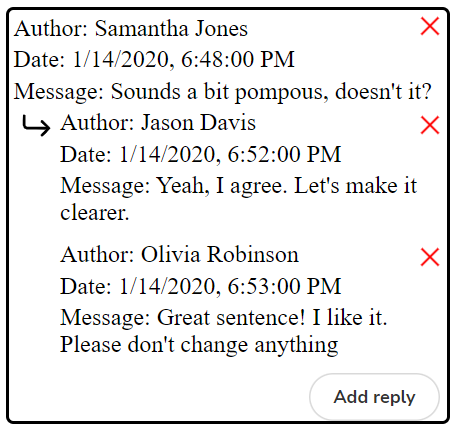 Author: Samantha Jones
Date: 1/14/2020, 6:48:00 PM
Message: Sounds a bit pompous, doesn't it?
Author: Jason Davis
Date: 1/14/2020, 6:52:00 PM
Message: Yeah, I agree. Let's make it
clearer.
Author: Olivia Robinson
Date: 1/14/2020, 6:53:00 PM
Message: Great sentence! I like it.
Please don't change anything
Add reply